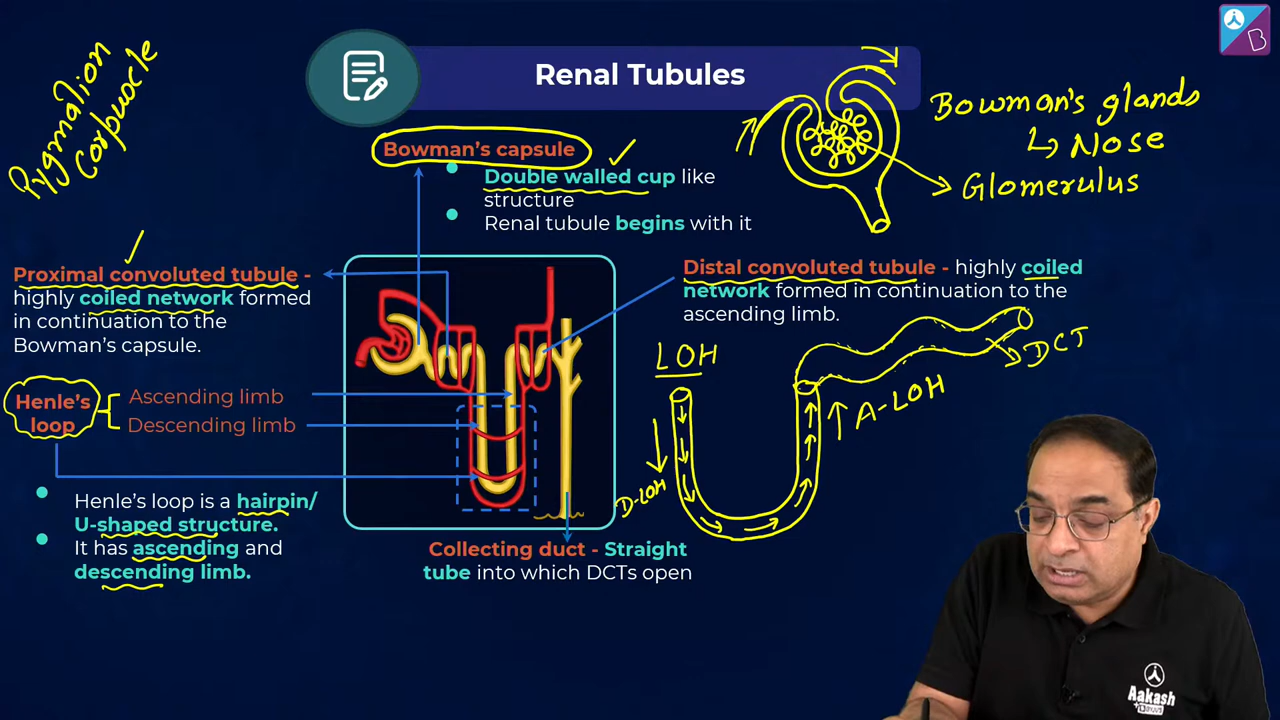 Pygmalion
Corpuocle
Renal Tubules
B
Bowman's capsule
Double walled cup like
structure
Renal tubule begins with it
Bowman's glands
↳ Nose
Glomerulus
Proximal convoluted tubule -
highly coiled network formed
in continuation to the
Bowman's capsule.
Distal convoluted tubule - highly coiled
network formed in continuation to the
ascending limb.
LOH
DCT
A-LOH
D-LOH
Henle's
loop
Ascending limb
Descending limb
Henle's loop is a hairpin/
U-shaped structure.
It has ascending and
descending limb.
Collecting duct - Straight
tube into which DCTs open
Aakash